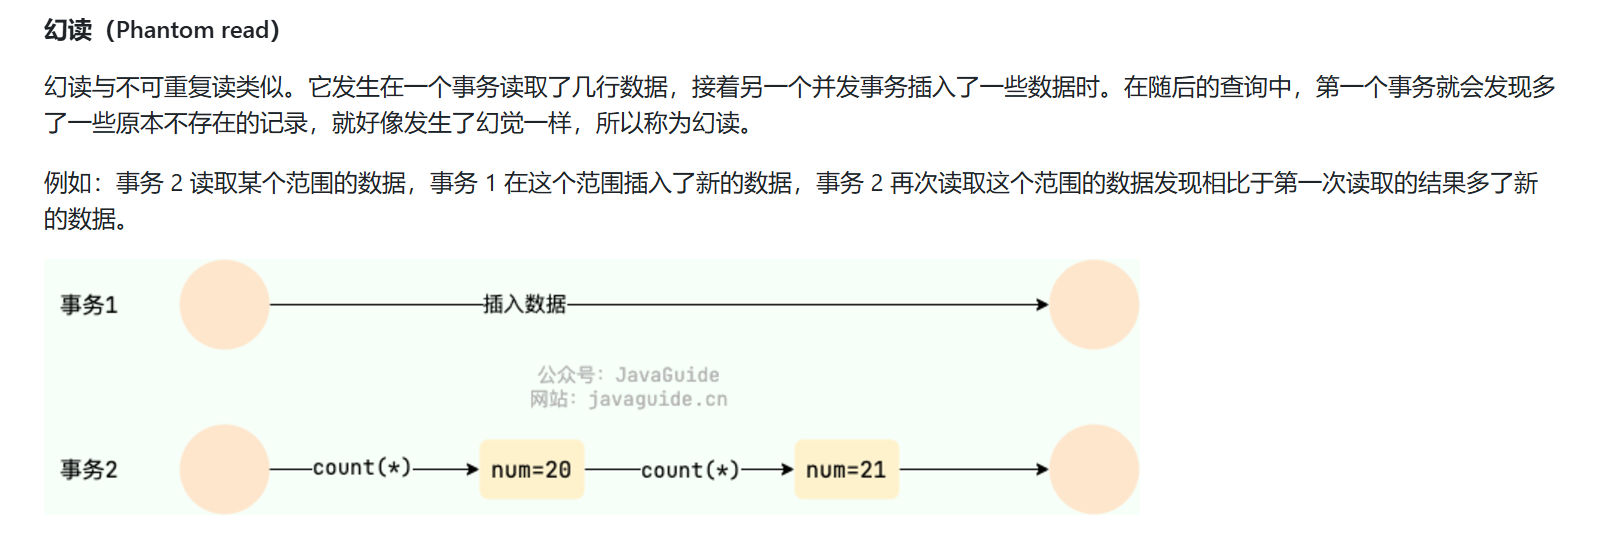 幻读（Phantom read）
幻读与不可重复读类似。它发生在一个事务读取了几行数据，接着另一个并发事务插入了一些数据时。在随后的查询中，第一个事务就会发现多
了一些原本不存在的记录，就好像发生了幻觉一样，所以称为幻读。
例如：事务 2 读取某个范围的数据，事务 1 在这个范围插入了新的数据，事务 2 再次读取这个范围的数据发现相比于第一次读取的结果多了新
的数据。
事务1
插入数据
公众号：JavaGuide
网站：javaguide.cn
事务2
count(*)
num=20
count(*)
num=21